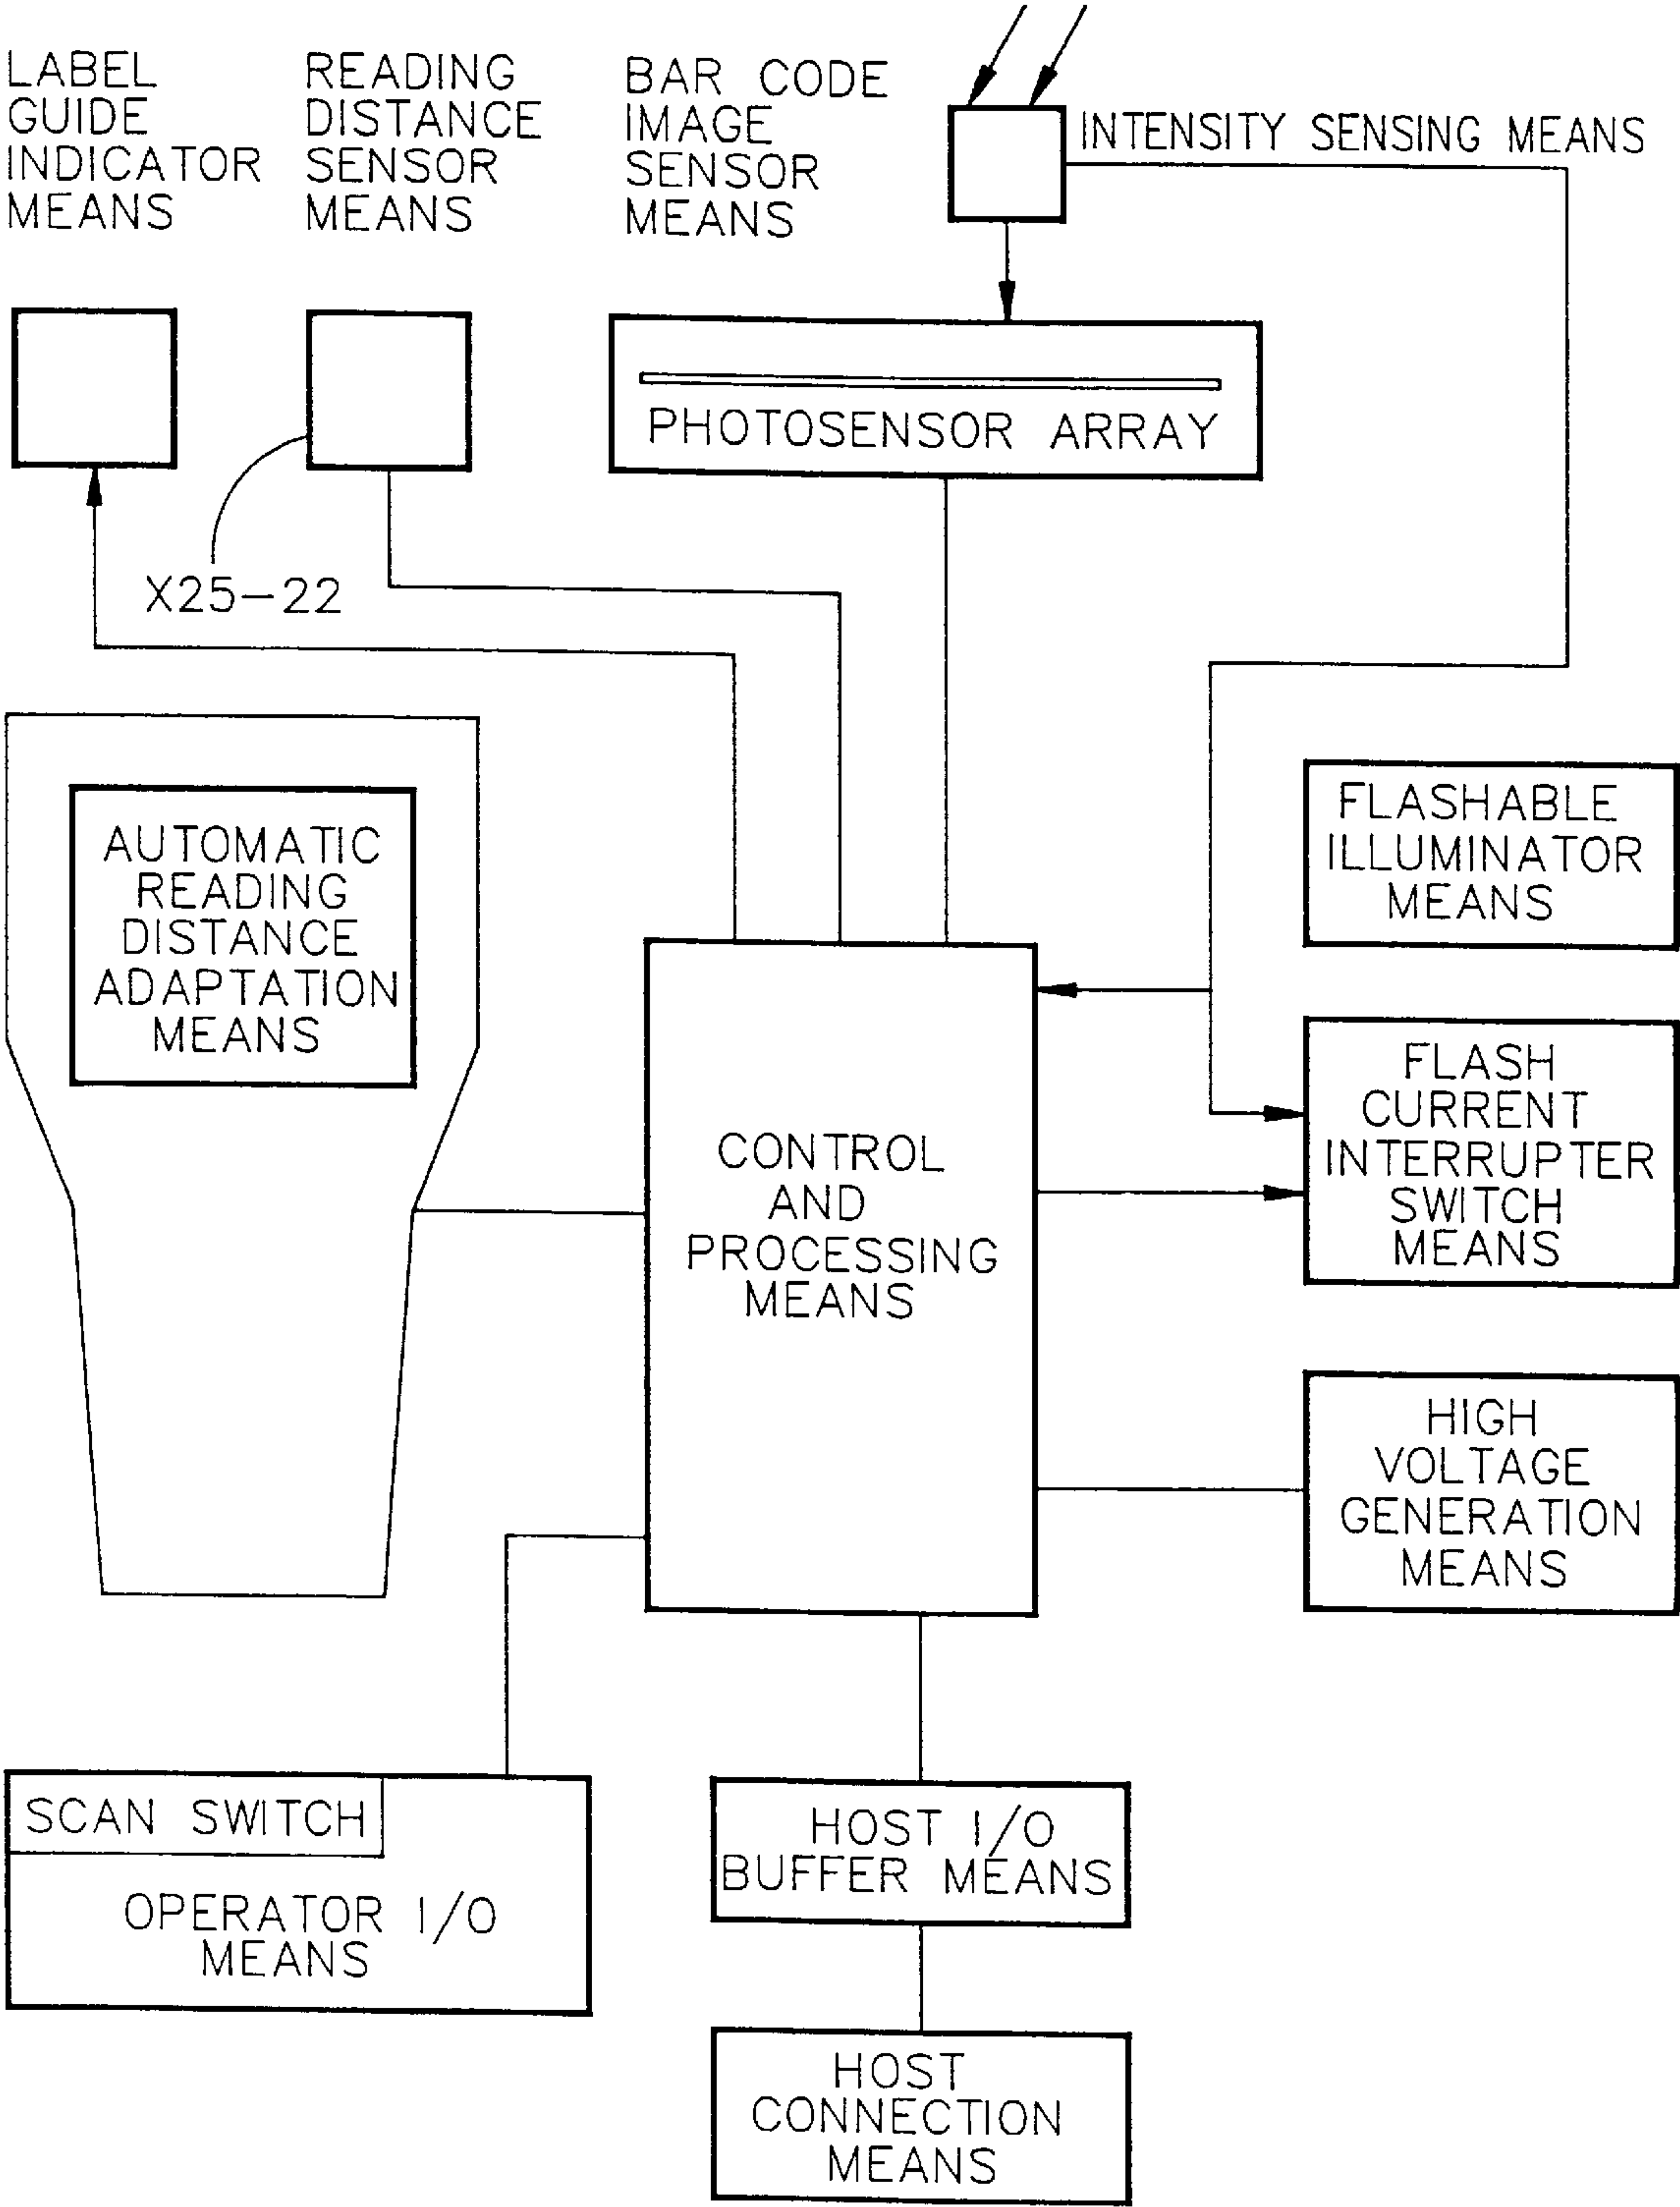 LABEL
GUIDE
INDICATOR
MEANS
READING
DISTANCE
SENSOR
MEANS
BAR CODE
IMAGE
SENSOR
MEANS
INTENSITY SENSING MEANS
PHOTOSENSOR ARRAY
X25-22
AUTOMATIC
READING
DISTANCE
ADAPTATION
MEANS
FLASHABLE
ILLUMINATOR
MEANS
CONTROL
AND
PROCESSING
MEANS
FLASH
CURRENT
INTERRUPTER
SWITCH
MEANS
HIGH
VOLTAGE
GENERATION
MEANS
SCAN SWITCH
OPERATOR I/O
MEANS
HOST I/O
BUFFER MEANS
HOST
CONNECTION
MEANS